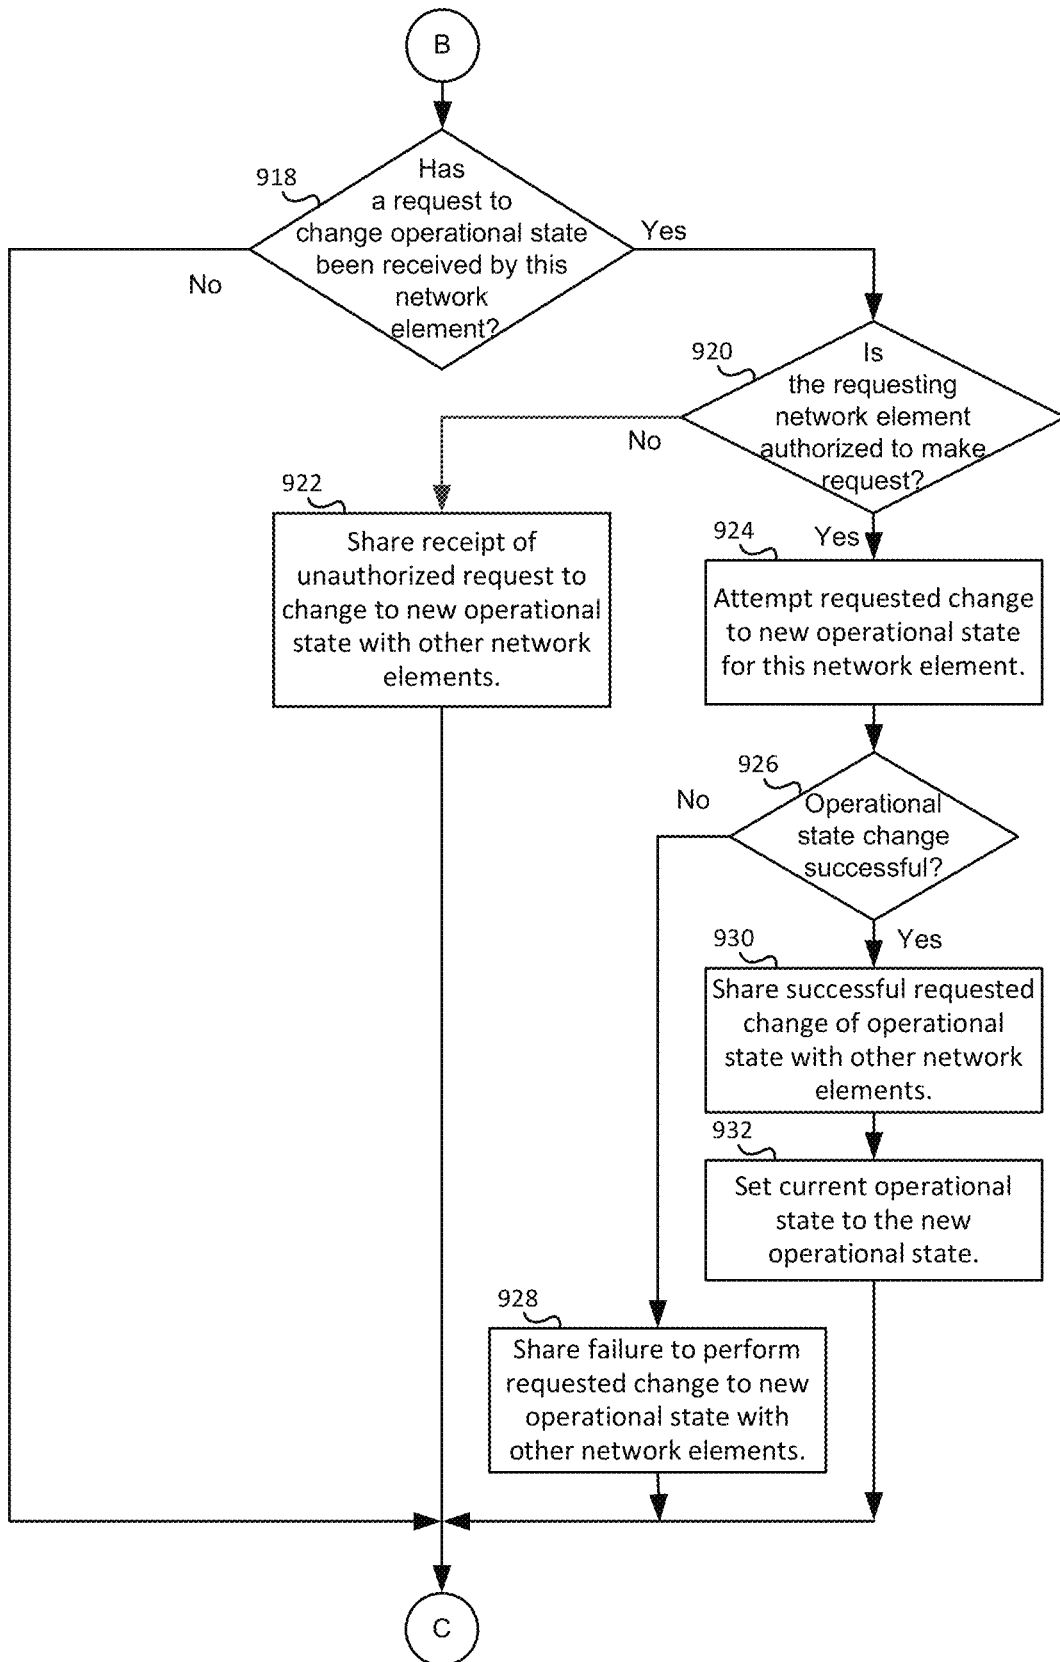 B
918
Has
a request to
change operational state
been received by this
network
element?
Yes
No
920
Is
the requesting
network element
authorized to make
request?
No
Yes
922
Share receipt of
unauthorized request to
change to new operational
state with other network
elements.
924
Attempt requested change
to new operational state
for this network element.
926
Operational
state change
successful?
No
Yes
930
Share successful requested
change of operational
state with other network
elements.
932
Set current operational
state to the new
operational state.
928
Share failure to perform
requested change to new
operational state with
other network elements.
C